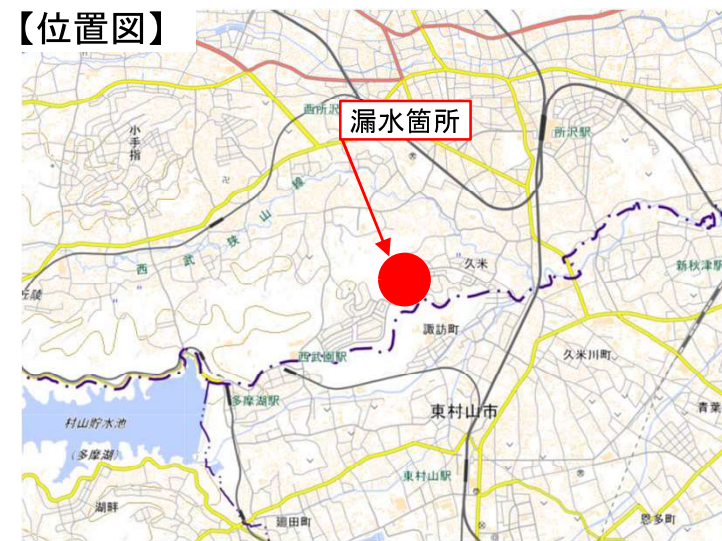 【位置図】
西所沢
漏水箇所
所沢駅
小手指
西武狭山線
久米
新秋津駅
丘陵
諏訪町
西武園駅
久米川町
多摩湖駅
青葉
東村山市
村山貯水池
(多摩湖)
東村山駅
湖畔
廻田町
恩多町